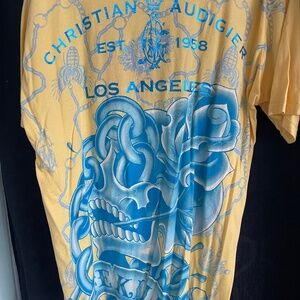 CHRISTIAN AUDIGIER
EST 1958
LOS ANGELES